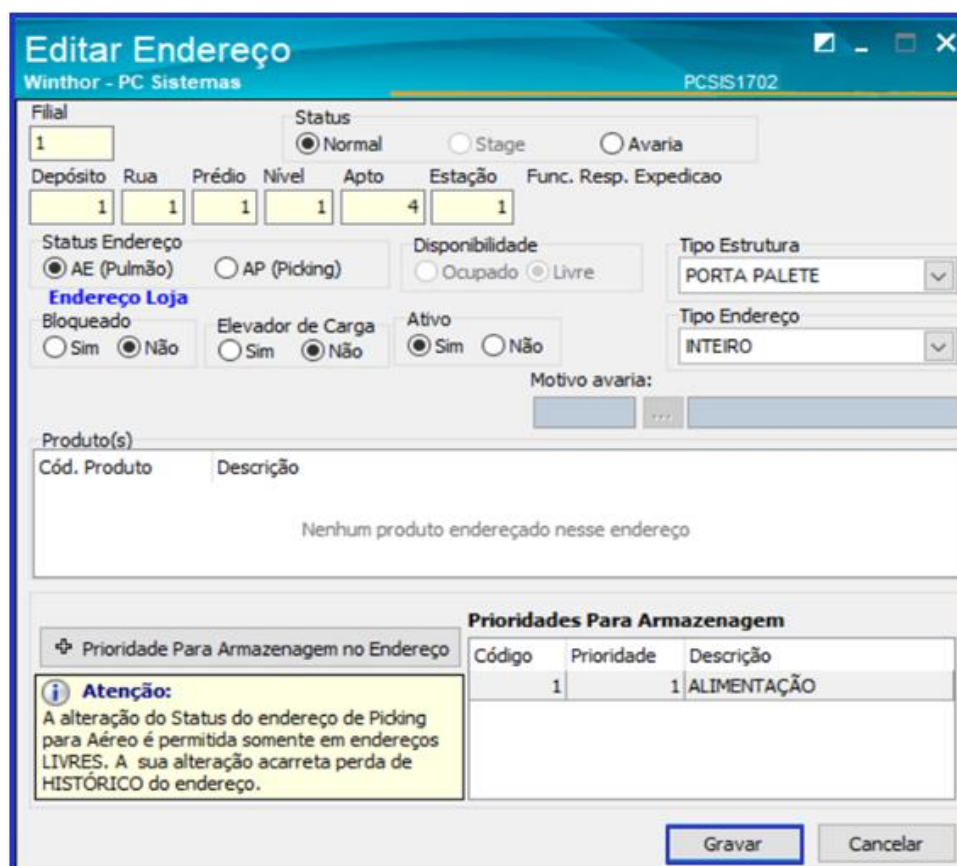 Editar Endereço
Winthor - PC Sistemas PCSIS1702
Filial
1
Status
Normal Stage Avaria
Depósito Rua Prédio Nível Apto Estação Func. Resp. Expedicao
1 1 1 1 4 1
Status Endereço
AE (Pulmão) AP (Picking)
Disponibilidade
Ocupado Livre
Tipo Estrutura
PORTA PALETE
Endereço Loja
Bloqueado
Sim Não
Elevador de Carga
Sim Não
Ativo
Sim Não
Tipo Endereço
INTEIRO
Motivo avaria:
...
Produto(s)
Cód. Produto Descrição
Nenhum produto endereçado nesse endereço
Prioridade Para Armazenagem no Endereço
Atenção:
A alteração do Status do endereço de Picking
para Aéreo é permitida somente em endereços
LIVRES. A sua alteração acarreta perda de
HISTÓRICO do endereço.
Prioridades Para Armazenagem
Código Prioridade Descrição
1 1 ALIMENTAÇÃO
Gravar Cancelar